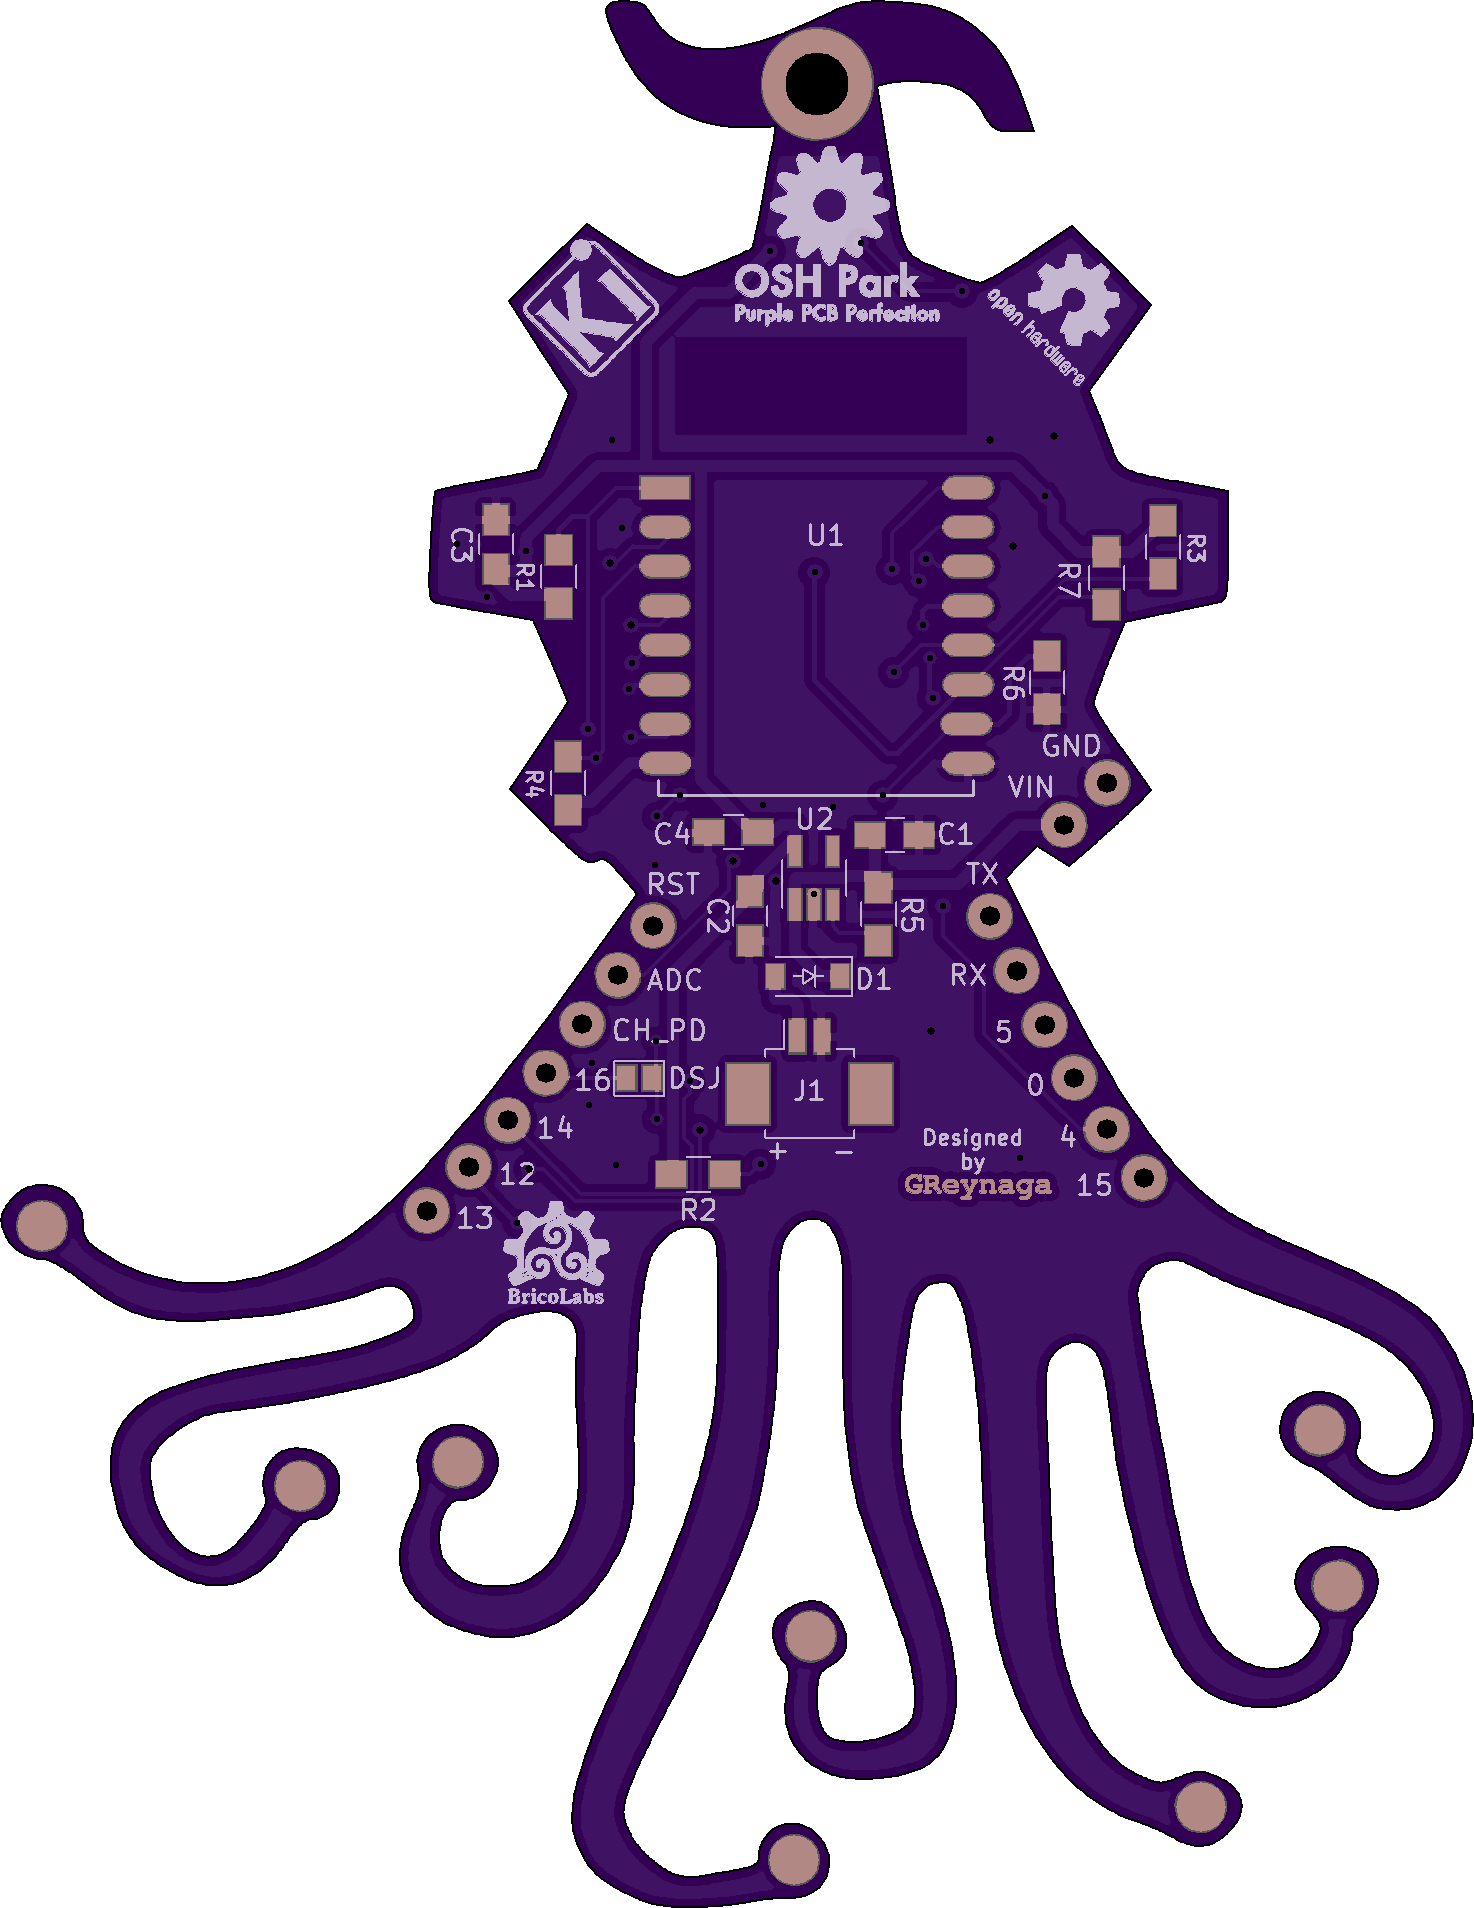 KI
OSH Park
Purple PCB Perfection
open hardware
U1
C3
R1
R3
R7
R6
GND
VIN
R4
U2
C4
C1
RST
TX
C2
R5
ADC
D1
RX
CH_PD
5
16
DSJ
J1
0
14
4
+ −
Designed
by
GReynaga
12
15
13
R2
BricoLabs